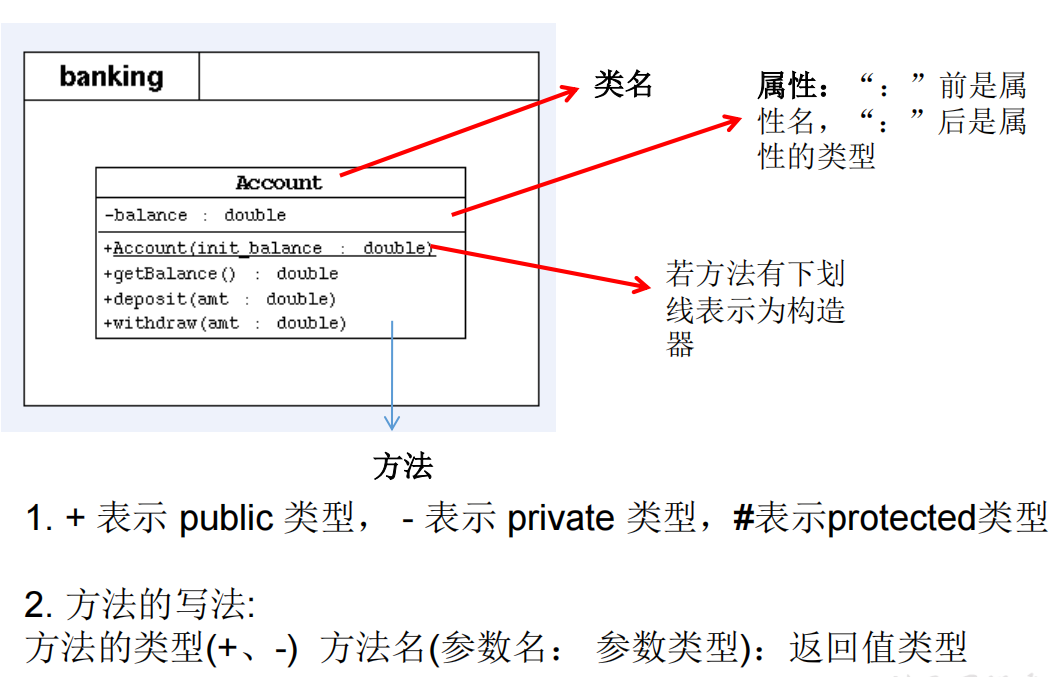 banking
类名
属性：“：”前是属
性名，“：”后是属
性的类型
Account
-balance : double
+Account(init_balance : double)
+getBalance() : double
+deposit(amt : double)
+withdraw(amt : double)
若方法有下划
线表示为构造
器
方法
1. + 表示 public 类型， - 表示 private 类型，#表示protected类型
2. 方法的写法:
方法的类型(+、-) 方法名(参数名： 参数类型)：返回值类型